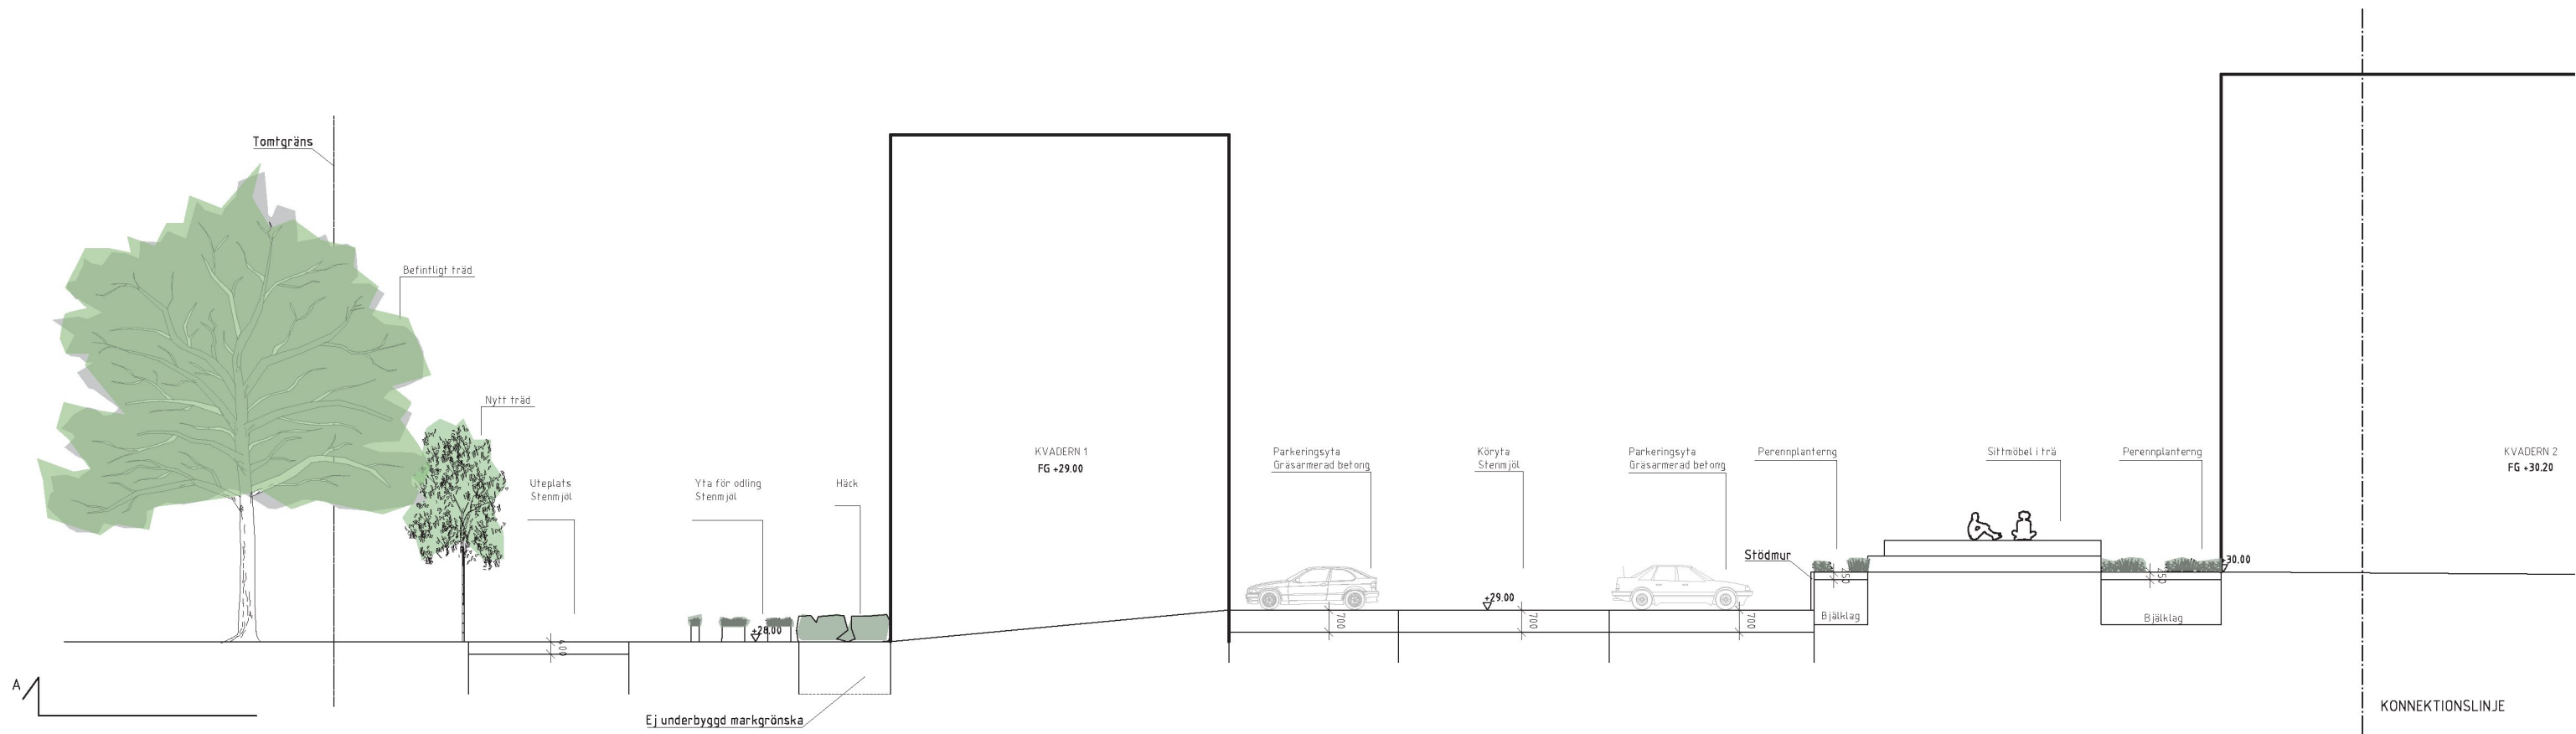 Tomtgräns
Befintligt träd
Nytt träd
Uteplats
Stenmjöl
Yta för odling
Stenmjöl
Häck
KVADERN 1
FG +29.00
Parkeringsyta
Gräsarmerad betong
Köryta
Stenmjöl
Parkeringsyta
Gräsarmerad betong
Perennplanterng
Sittmöbel i trä
Perennplanterng
KVADERN 2
FG +30.20
Stödmur
+28.00
400
+29.00
700
700
700
450
450
30.00
Bjälklag
Bjälklag
A
Ej underbyggd markgrönska
KONNEKTIONSLINJE